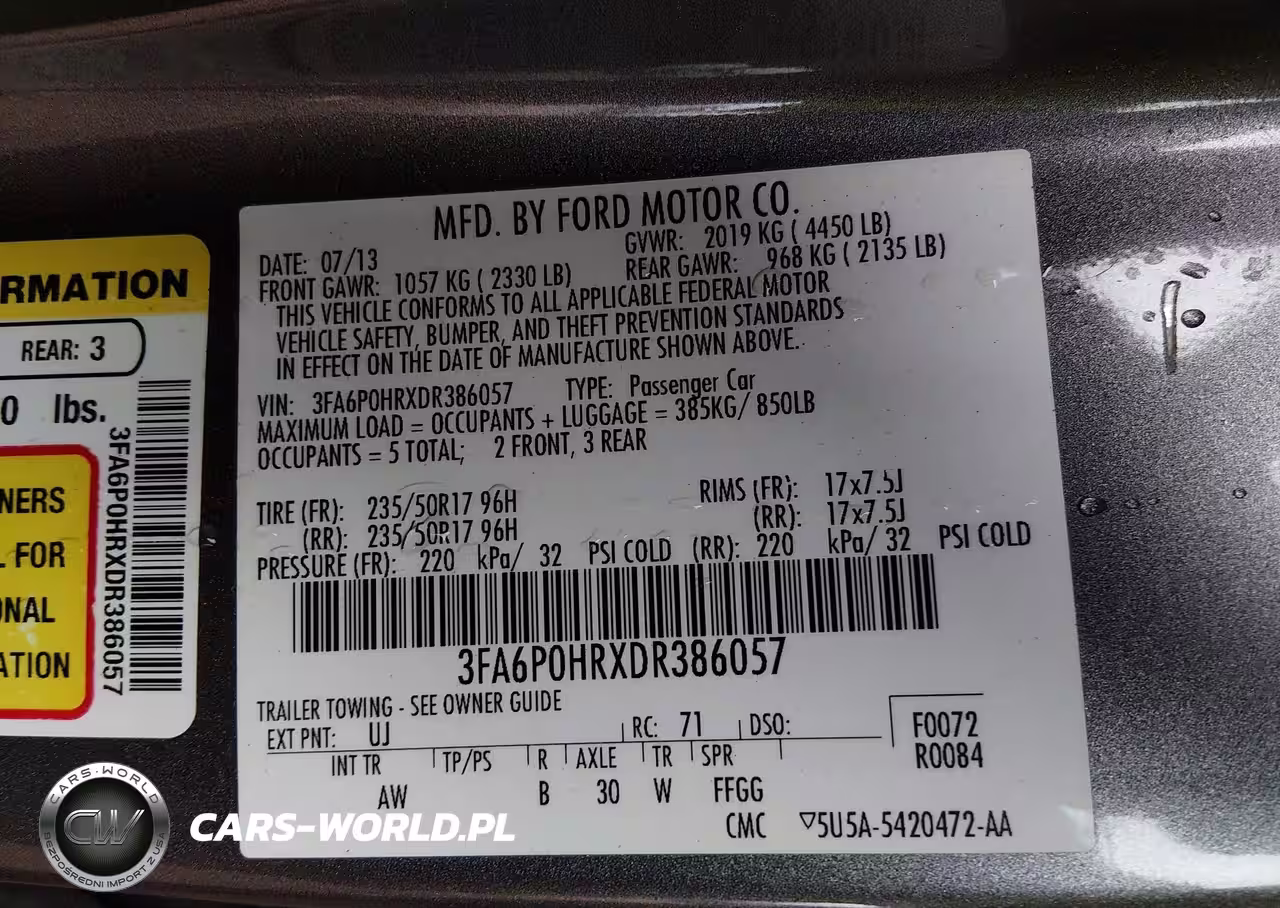 RMATION
REAR: 3
0 lbs.
3FA6P0HRXDR386057
NERS
L FOR
ONAL
ATION
MFD. BY FORD MOTOR CO.
DATE: 07/13 GVWR: 2019 KG ( 4450 LB)
FRONT GAWR: 1057 KG ( 2330 LB) REAR GAWR: 968 KG ( 2135 LB)
THIS VEHICLE CONFORMS TO ALL APPLICABLE FEDERAL MOTOR
VEHICLE SAFETY, BUMPER, AND THEFT PREVENTION STANDARDS
IN EFFECT ON THE DATE OF MANUFACTURE SHOWN ABOVE.
VIN: 3FA6P0HRXDR386057 TYPE: Passenger Car
MAXIMUM LOAD = OCCUPANTS + LUGGAGE = 385KG/ 850LB
OCCUPANTS = 5 TOTAL; 2 FRONT, 3 REAR
TIRE (FR): 235/50R17 96H RIMS (FR): 17x7.5J
(RR): 235/50R17 96H (RR): 17x7.5J
PRESSURE (FR): 220 kPa/ 32 PSI COLD (RR): 220 kPa/ 32 PSI COLD
3FA6P0HRXDR386057
TRAILER TOWING - SEE OWNER GUIDE
EXT PNT: UJ RC: 71 DSO: F0072
INT TR TP/PS R AXLE TR SPR R0084
AW B 30 W FFGG
CMC ▽5U5A-5420472-AA
CARS-WORLD
CW
BEZPOŚREDNI IMPORT Z USA
CARS-WORLD.PL